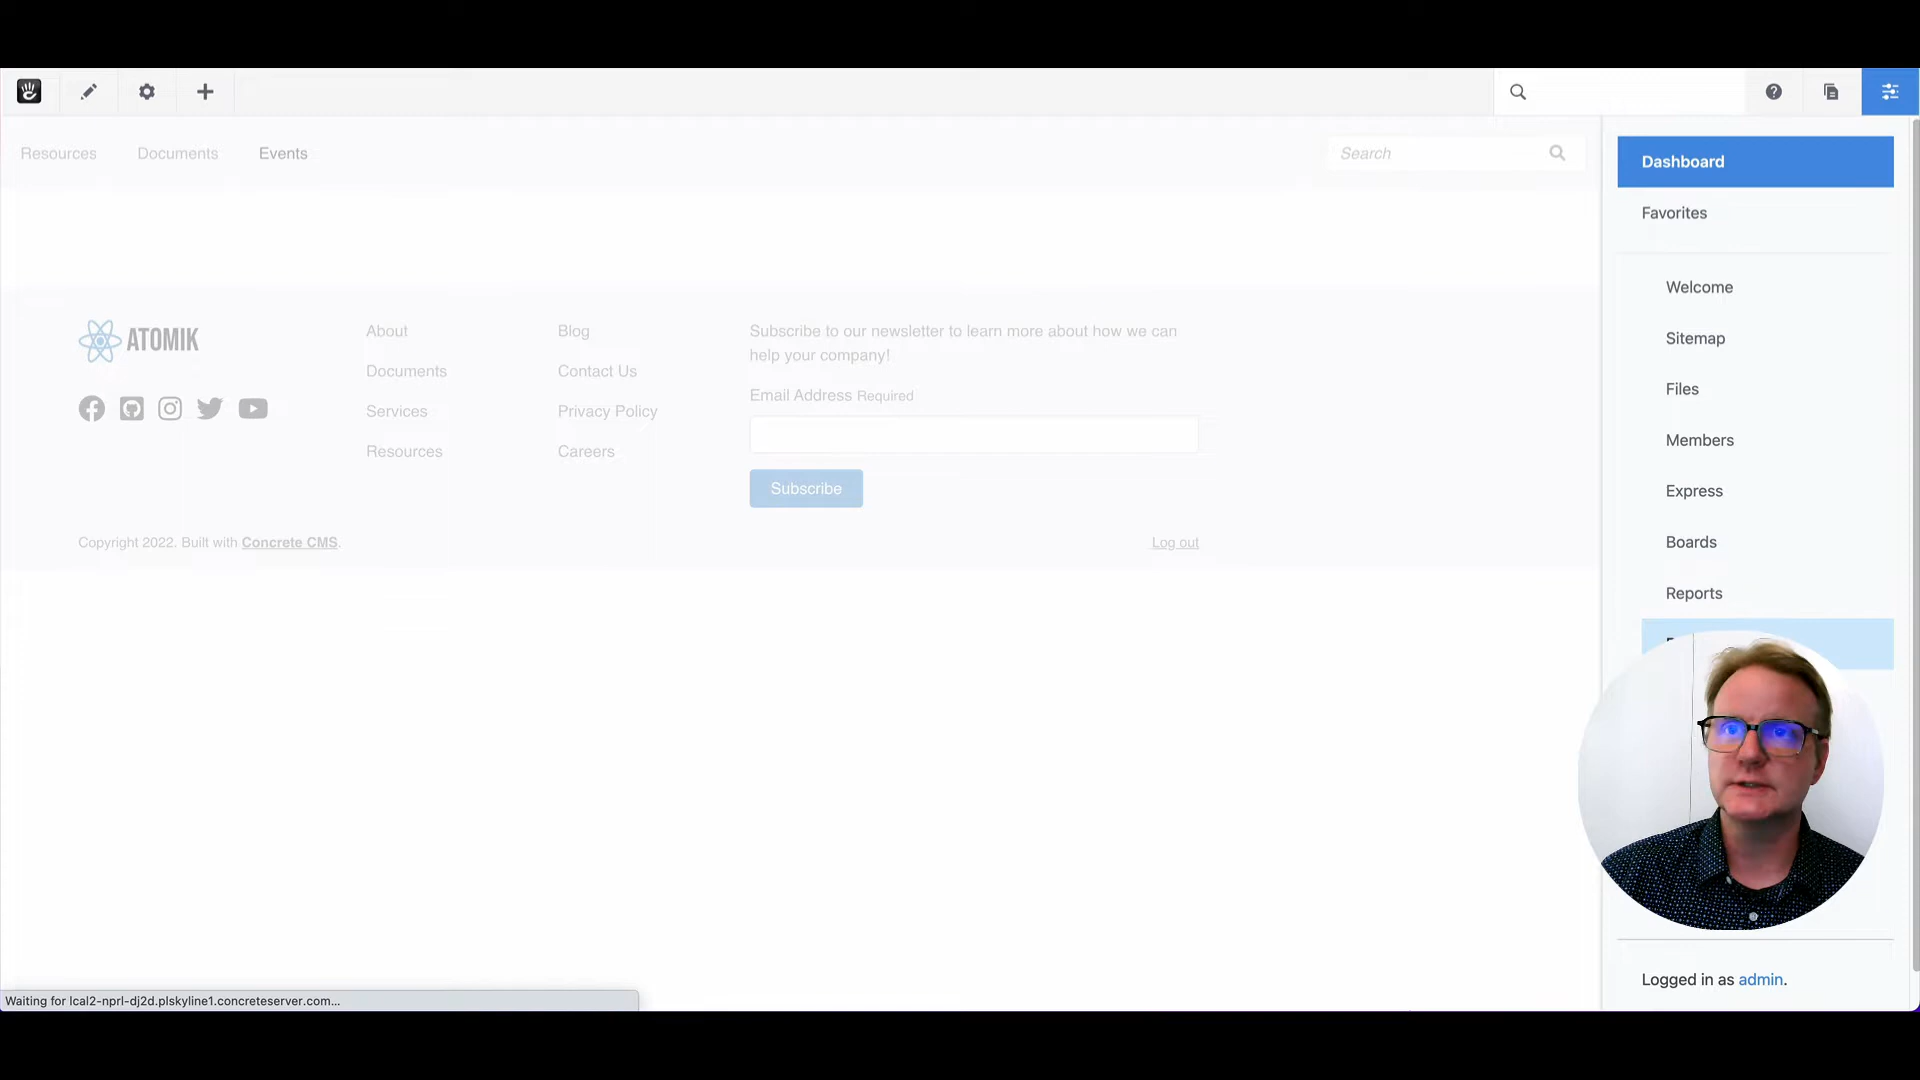 Resources Documents Events Search
Dashboard
Favorites
Welcome
Sitemap
Files
Members
Express
Boards
Reports
ATOMIK
About
Documents
Services
Resources
Blog
Contact Us
Privacy Policy
Careers
Subscribe to our newsletter to learn more about how we can
help your company!
Email Address Required
Subscribe
Copyright 2022. Built with Concrete CMS.
Log out
Logged in as admin.
Waiting for lcal2-nprl-dj2d.plskyline1.concreteserver.com...